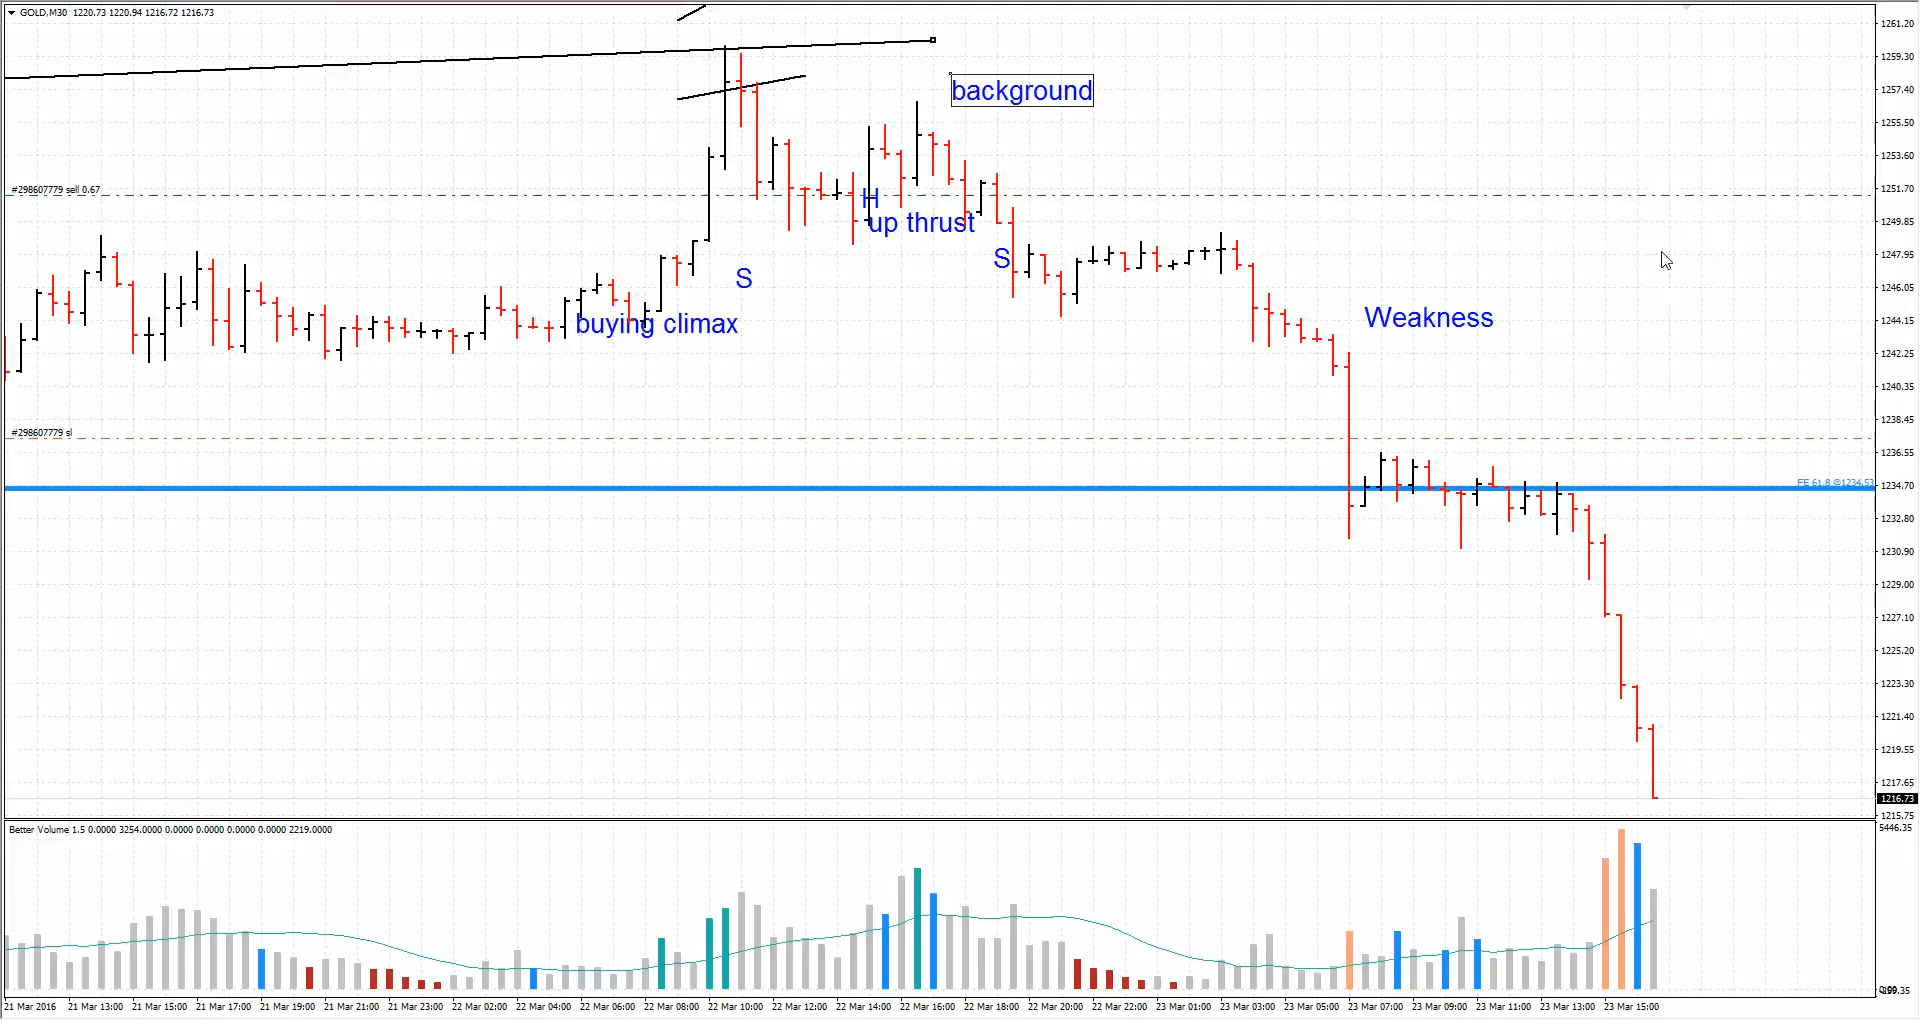 GOLD,M30 1220.73 1220.94 1216.72 1216.73
background
#298607779 sell 0.67
H
up thrust
S
S
buying climax
Weakness
#298607779 sl
FE 61.8 @1234.53
1261.20
1259.30
1257.40
1255.50
1253.60
1251.70
1249.85
1247.95
1246.05
1244.15
1242.25
1240.35
1238.45
1236.55
1234.70
1232.80
1230.90
1229.00
1227.10
1225.20
1223.30
1221.40
1219.55
1217.65
1216.73
1215.75
Better Volume 1.5 0.0000 3254.0000 0.0000 0.0000 0.0000 0.0000 2219.0000
5446.35
21 Mar 2016
21 Mar 13:00
21 Mar 15:00
21 Mar 17:00
21 Mar 19:00
21 Mar 21:00
21 Mar 23:00
22 Mar 02:00
22 Mar 04:00
22 Mar 06:00
22 Mar 08:00
22 Mar 10:00
22 Mar 12:00
22 Mar 14:00
22 Mar 16:00
22 Mar 18:00
22 Mar 20:00
22 Mar 22:00
23 Mar 01:00
23 Mar 03:00
23 Mar 05:00
23 Mar 07:00
23 Mar 09:00
23 Mar 11:00
23 Mar 13:00
23 Mar 15:00